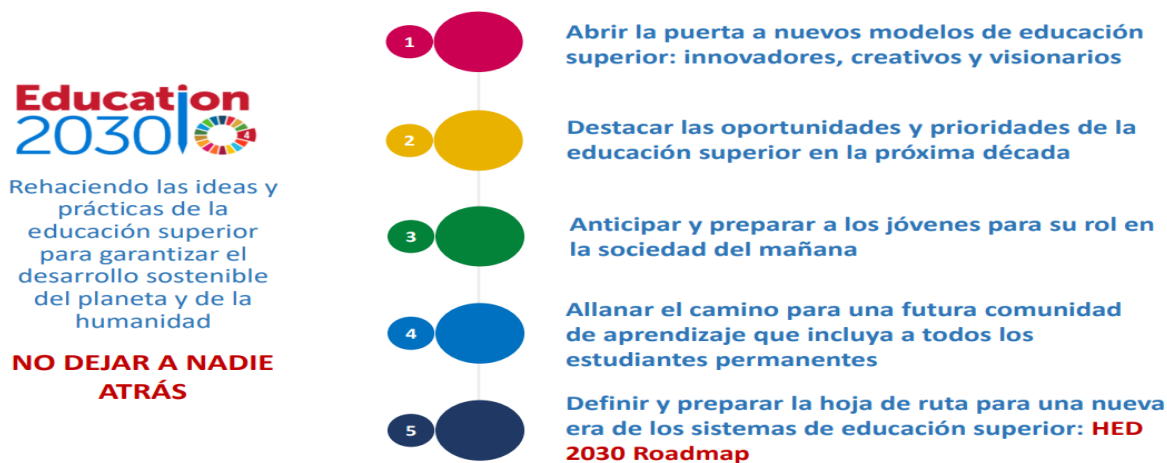 Education
2030
4
Rehaciendo las ideas y
prácticas de la
educación superior
para garantizar el
desarrollo sostenible
del planeta y de la
humanidad
NO DEJAR A NADIE
ATRÁS
1
Abrir la puerta a nuevos modelos de educación
superior: innovadores, creativos y visionarios
2
Destacar las oportunidades y prioridades de la
educación superior en la próxima década
3
Anticipar y preparar a los jóvenes para su rol en
la sociedad del mañana
4
Allanar el camino para una futura comunidad
de aprendizaje que incluya a todos los
estudiantes permanentes
5
Definir y preparar la hoja de ruta para una nueva
era de los sistemas de educación superior: HED
2030 Roadmap